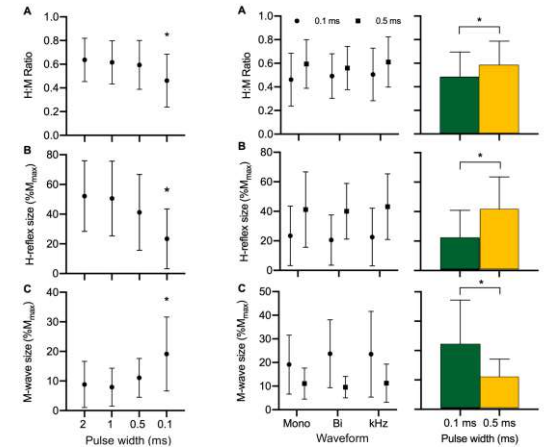 A
H:M Ratio
1.0
0.8
0.6
0.4
0.2
0.0
*
B
H-reflex size (%Mmax)
80
60
40
20
0
*
C
M-wave size (%Mmax)
40
30
20
10
0
*
2 1 0.5 0.1
Pulse width (ms)
A
H:M Ratio
1.0
0.8
0.6
0.4
0.2
0.0
0.1 ms 0.5 ms
*
B
H-reflex size (%Mmax)
80
60
40
20
0
*
C
M-wave size (%Mmax)
50
40
30
20
10
0
*
Mono Bi kHz
Waveform
0.1 ms 0.5 ms
Pulse width (ms)